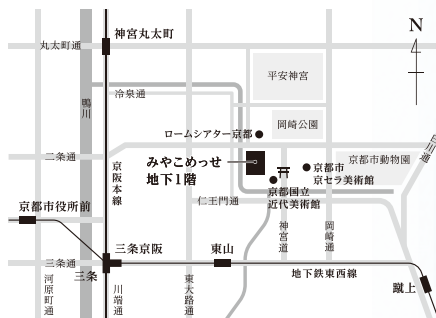 N
神宮丸太町
丸太町通
平安神宮
冷泉通
鴨川
岡崎公園
ロームシアター京都
白川通
二条通
みやこめっせ
地下1階
京都市
京セラ美術館
京都市動物園
京阪本線
京都国立
近代美術館
仁王門通
京都市役所前
神宮道
岡崎通
三条京阪
東山
三条通
三条
地下鉄東西線
蹴上
河原町通
川端通
東大路通